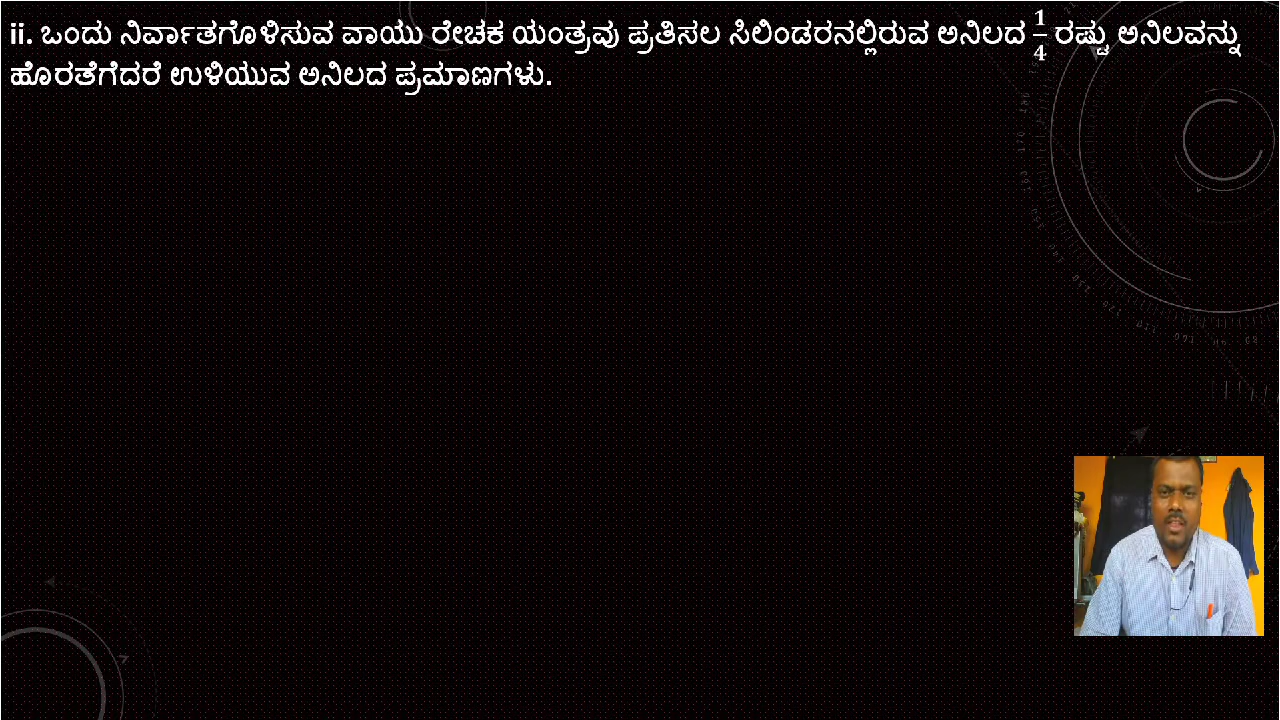 ii. ಒಂದು ನಿರ್ವಾತಗೊಳಿಸುವ ವಾಯು ರೇಚಕ ಯಂತ್ರವು ಪ್ರತಿಸಲ ಸಿಲಿಂಡರನಲ್ಲಿರುವ ಅನಿಲದ 1/4 ರಷ್ಟು ಅನಿಲವನ್ನು
ಹೊರತೆಗೆದರೆ ಉಳಿಯುವ ಅನಿಲದ ಪ್ರಮಾಣಗಳು.